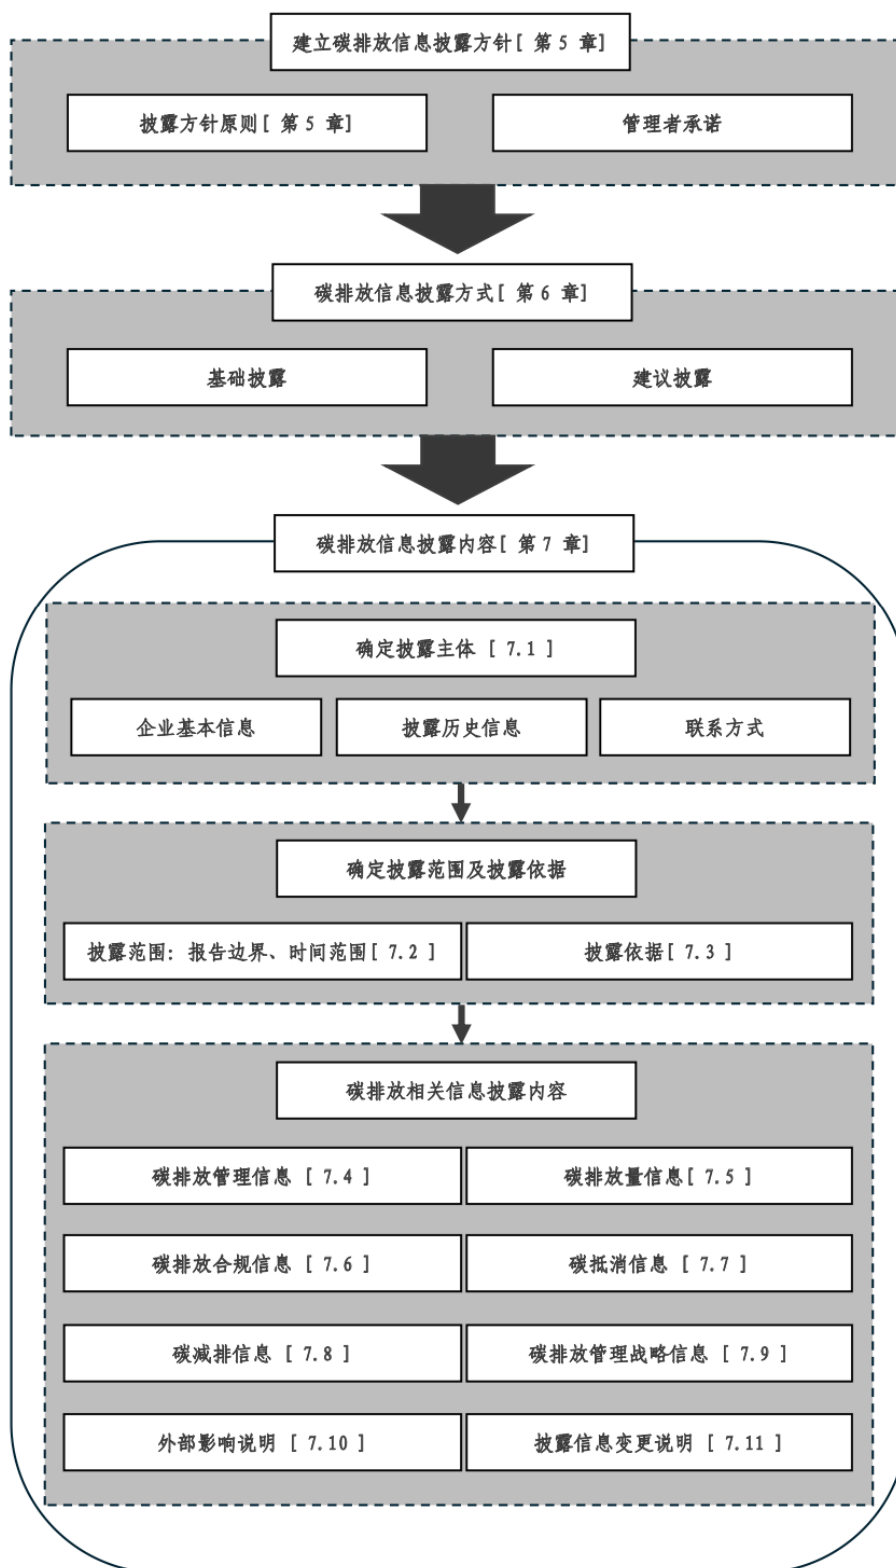 建立碳排放信息披露方针[ 第 5 章]
披露方针原则[ 第 5 章]
管理者承诺
碳排放信息披露方式[ 第 6 章]
基础披露
建议披露
碳排放信息披露内容[ 第 7 章]
确定披露主体 [ 7.1 ]
企业基本信息
披露历史信息
联系方式
确定披露范围及披露依据
披露范围: 报告边界、时间范围[ 7.2 ]
披露依据[ 7.3 ]
碳排放相关信息披露内容
碳排放管理信息 [ 7.4 ]
碳排放量信息[ 7.5 ]
碳排放合规信息 [ 7.6 ]
碳抵消信息 [ 7.7 ]
碳减排信息 [ 7.8 ]
碳排放管理战略信息 [ 7.9 ]
外部影响说明 [ 7.10 ]
披露信息变更说明 [ 7.11 ]